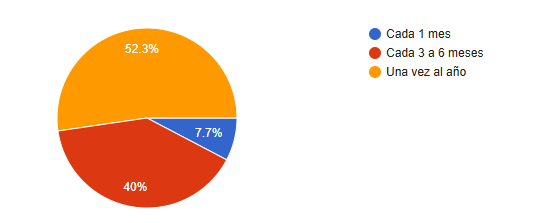 52.3%
7.7%
40%
Cada 1 mes
Cada 3 a 6 meses
Una vez al año